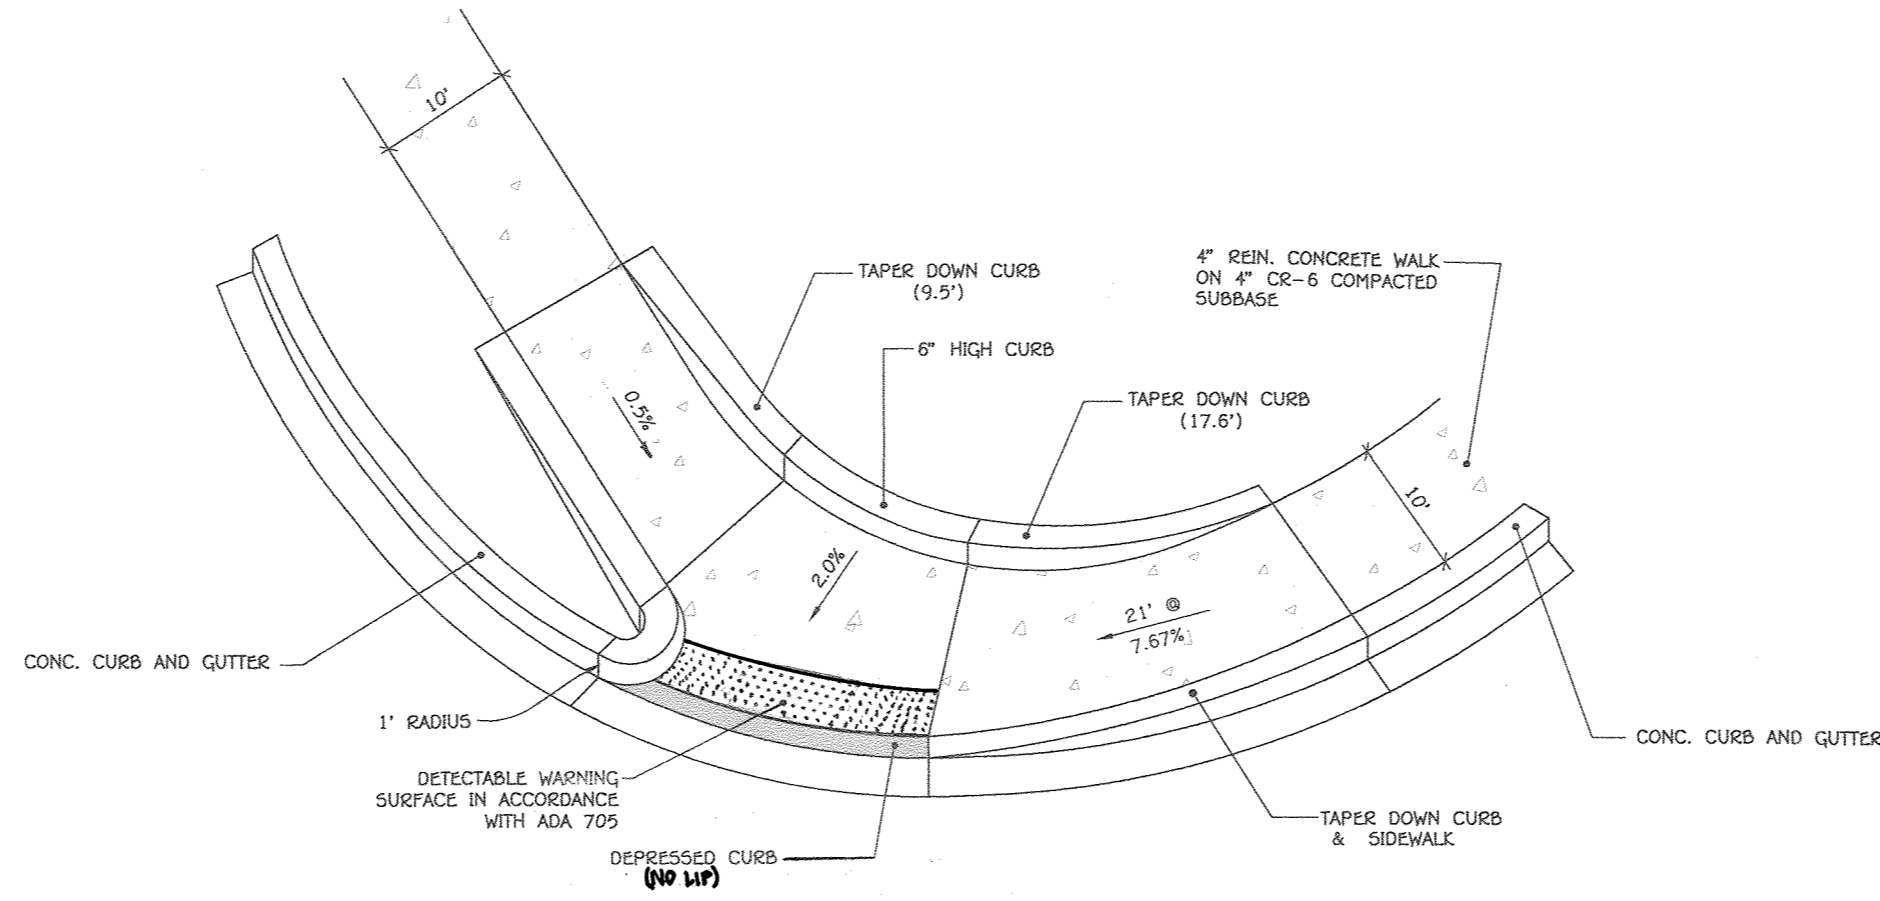 10'
TAPER DOWN CURB
(9.5')
4" REIN. CONCRETE WALK
ON 4" CR-6 COMPACTED
SUBBASE
6" HIGH CURB
TAPER DOWN CURB
(17.6')
0.5%
10'
2.0%
21' @
7.67%
CONC. CURB AND GUTTER
1' RADIUS
CONC. CURB AND GUTTER
DETECTABLE WARNING
SURFACE IN ACCORDANCE
WITH ADA 705
TAPER DOWN CURB
& SIDEWALK
DEPRESSED CURB
(NO LIP)